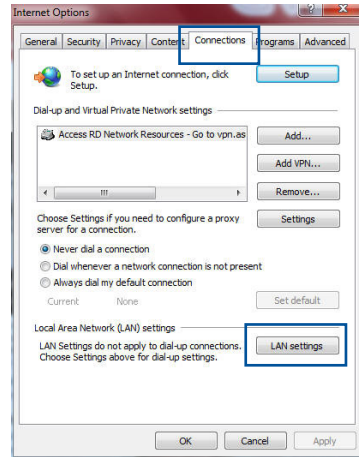 Internet Options
General Security Privacy Content Connections Programs Advanced
To set up an Internet connection, click
Setup.
Setup
Dial-up and Virtual Private Network settings
Access RD Network Resources - Go to vpn.as
Add...
Add VPN...
Remove...
Choose Settings if you need to configure a proxy
server for a connection.
Settings
Never dial a connection
Dial whenever a network connection is not present
Always dial my default connection
Current None
Set default
Local Area Network (LAN) settings
LAN Settings do not apply to dial-up connections.
Choose Settings above for dial-up settings.
LAN settings
OK Cancel Apply